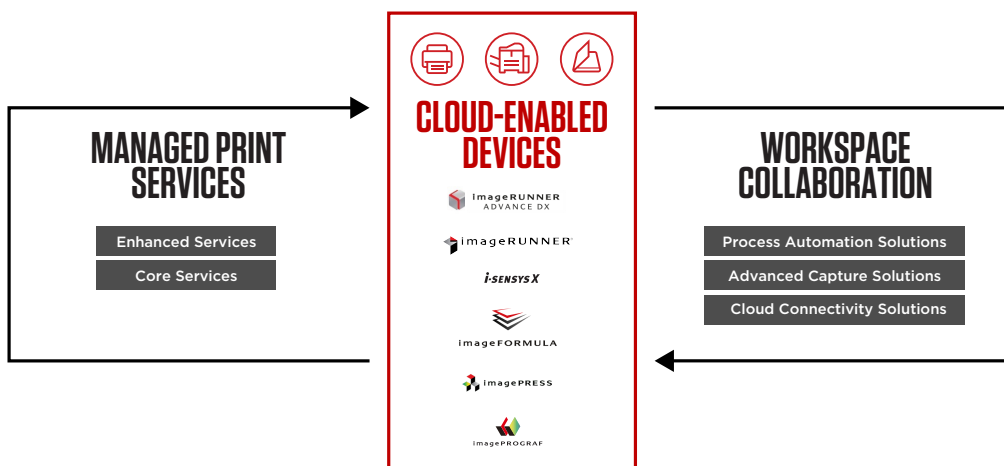 MANAGED PRINT
SERVICES
Enhanced Services
Core Services
CLOUD-ENABLED
DEVICES
imageRUNNER
ADVANCE DX
imageRUNNER
i-SENSYS X
imageFORMULA
imagePRESS
imagePROGRAF
WORKSPACE
COLLABORATION
Process Automation Solutions
Advanced Capture Solutions
Cloud Connectivity Solutions